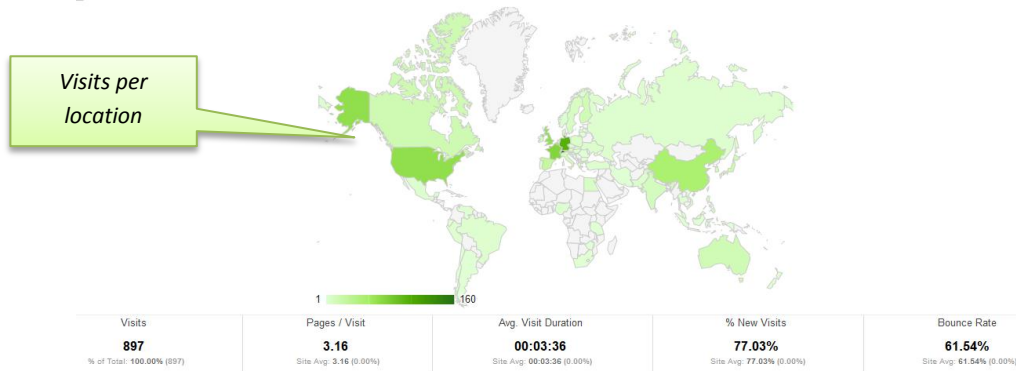 Visits per
location
1
160
Visits
Pages / Visit
Avg. Visit Duration
% New Visits
Bounce Rate
897
3.16
00:03:36
77.03%
61.54%
% of Total: 100.00% (897)
Site Avg: 3.16 (0.00%)
Site Avg: 00:03:36 (0.00%)
Site Avg: 77.03% (0.00%)
Site Avg: 61.54% (0.00%)